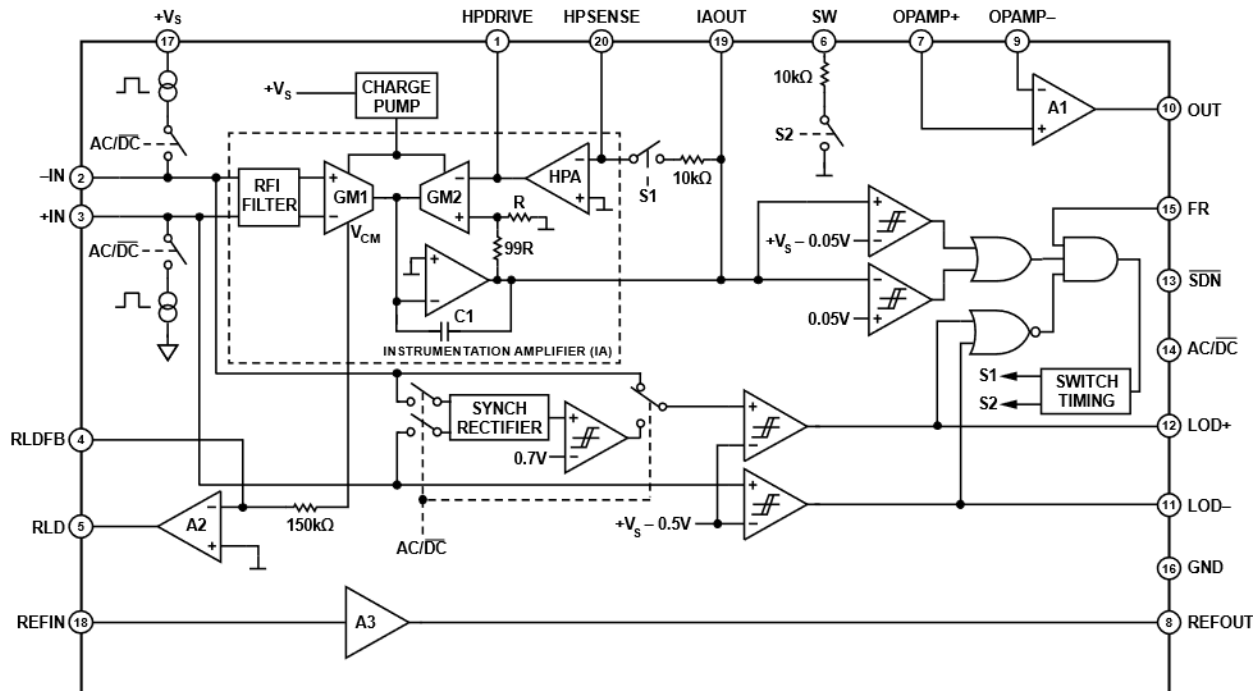 +VS HPDRIVE HPSENSE IAOUT SW OPAMP+ OPAMP–
17 1 20 19 6 7 9
10kΩ
+VS CHARGE PUMP
A1
10 OUT
AC/DC
S2
–IN 2
RFI FILTER
GM1 GM2 HPA
S1 10kΩ
+IN 3
R
15 FR
VCM
99R
+VS – 0.05V
AC/DC
13 SDN
C1
0.05V
INSTRUMENTATION AMPLIFIER (IA)
14 AC/DC
S1
S2
SWITCH TIMING
SYNCH RECTIFIER
0.7V
12 LOD+
RLDFB 4
150kΩ
A2
RLD 5
+VS – 0.5V
11 LOD–
AC/DC
16 GND
REFIN 18
A3
8 REFOUT